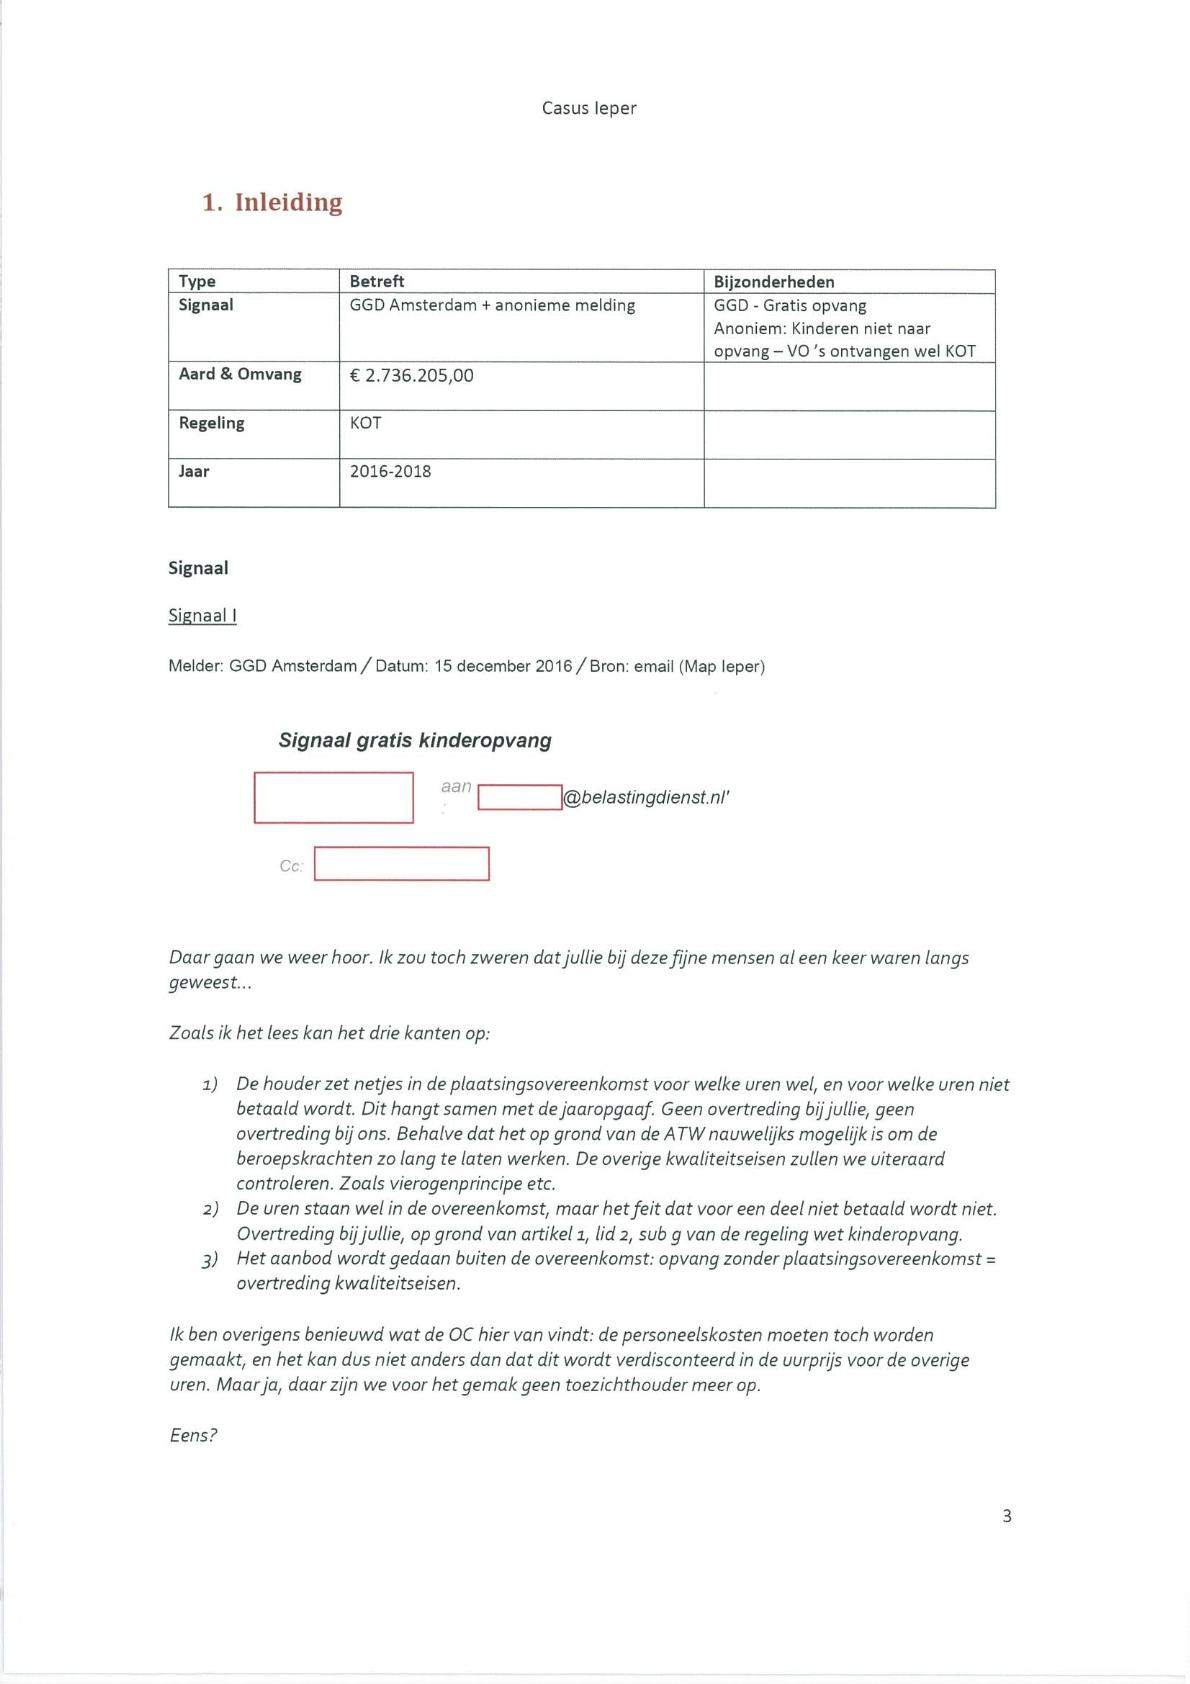 Casus Ieper
1. Inleiding
Type Betreft Bijzonderheden
Signaal GGD Amsterdam + anonieme melding GGD - Gratis opvang
Anoniem: Kinderen niet naar
opvang – VO 's ontvangen wel KOT
Aard & Omvang € 2.736.205,00
Regeling KOT
Jaar 2016-2018
Signaal
Signaal I
Melder: GGD Amsterdam / Datum: 15 december 2016 / Bron: email (Map Ieper)
Signaal gratis kinderopvang
aan
: @belastingdienst.nl'
Cc:
Daar gaan we weer hoor. Ik zou toch zweren dat jullie bij deze fijne mensen al een keer waren langs
geweest...
Zoals ik het lees kan het drie kanten op:
1) De houder zet netjes in de plaatsingsovereenkomst voor welke uren wel, en voor welke uren niet
betaald wordt. Dit hangt samen met de jaaropgaaf. Geen overtreding bij jullie, geen
overtreding bij ons. Behalve dat het op grond van de ATW nauwelijks mogelijk is om de
beroepskrachten zo lang te laten werken. De overige kwaliteitseisen zullen we uiteraard
controleren. Zoals vierogenprincipe etc.
2) De uren staan wel in de overeenkomst, maar het feit dat voor een deel niet betaald wordt niet.
Overtreding bij jullie, op grond van artikel 1, lid 2, sub g van de regeling wet kinderopvang.
3) Het aanbod wordt gedaan buiten de overeenkomst: opvang zonder plaatsingsovereenkomst =
overtreding kwaliteitseisen.
Ik ben overigens benieuwd wat de OC hier van vindt: de personeelskosten moeten toch worden
gemaakt, en het kan dus niet anders dan dat dit wordt verdisconteerd in de uurprijs voor de overige
uren. Maar ja, daar zijn we voor het gemak geen toezichthouder meer op.
Eens?
3